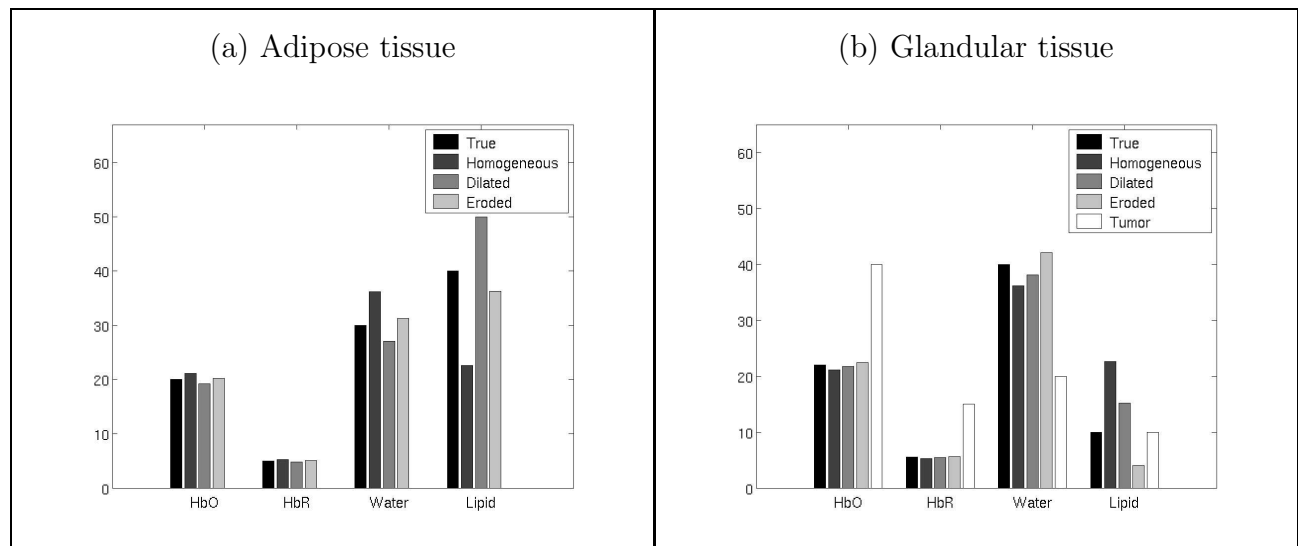 (a) Adipose tissue
True
Homogeneous
Dilated
Eroded
60
50
40
30
20
10
0
HbO HbR Water Lipid
(b) Glandular tissue
True
Homogeneous
Dilated
Eroded
Tumor
60
50
40
30
20
10
0
HbO HbR Water Lipid